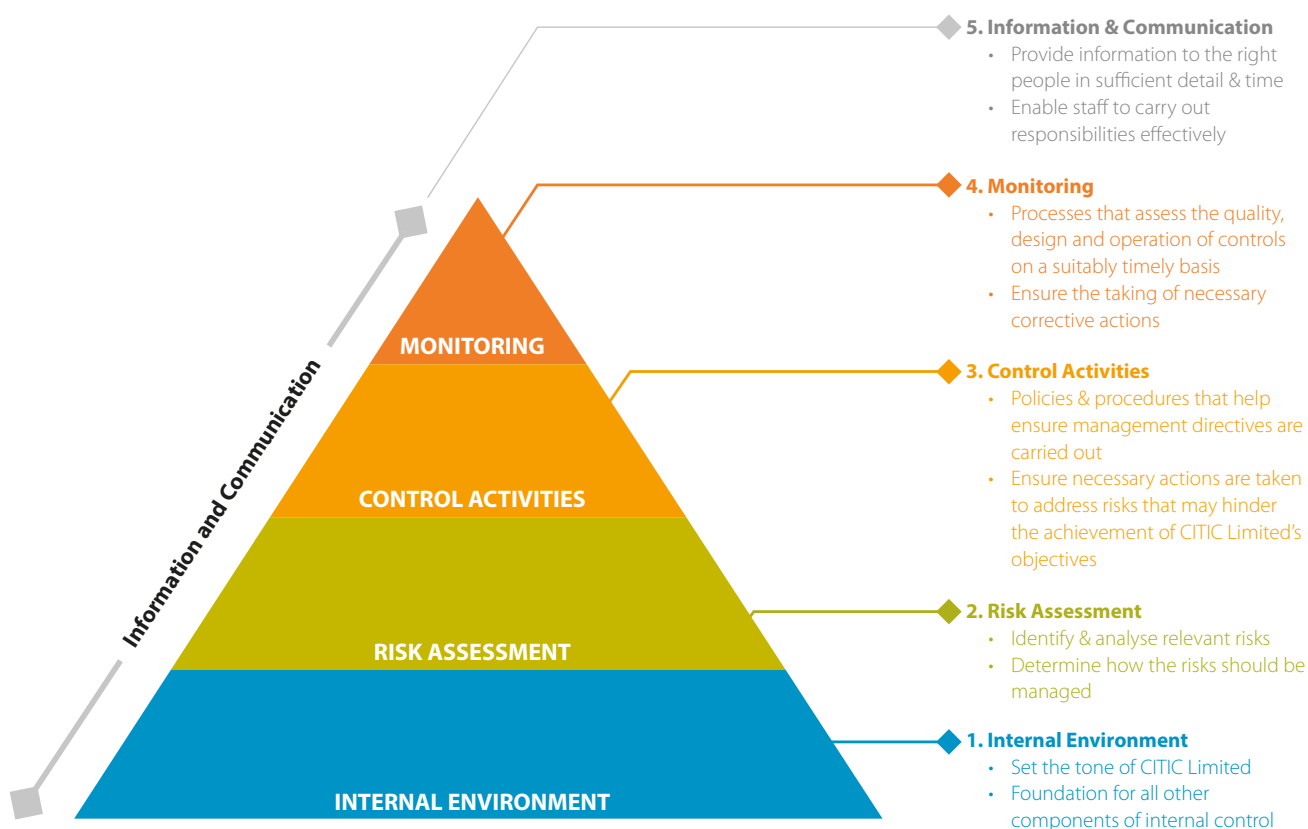 5. Information & Communication
• Provide information to the right
people in sufficient detail & time
• Enable staff to carry out
responsibilities effectively
4. Monitoring
• Processes that assess the quality,
design and operation of controls
on a suitably timely basis
• Ensure the taking of necessary
corrective actions
3. Control Activities
• Policies & procedures that help
ensure management directives are
carried out
• Ensure necessary actions are taken
to address risks that may hinder
the achievement of CITIC Limited's
objectives
2. Risk Assessment
• Identify & analyse relevant risks
• Determine how the risks should be
managed
1. Internal Environment
• Set the tone of CITIC Limited
• Foundation for all other
components of internal control
Information and Communication
MONITORING
CONTROL ACTIVITIES
RISK ASSESSMENT
INTERNAL ENVIRONMENT